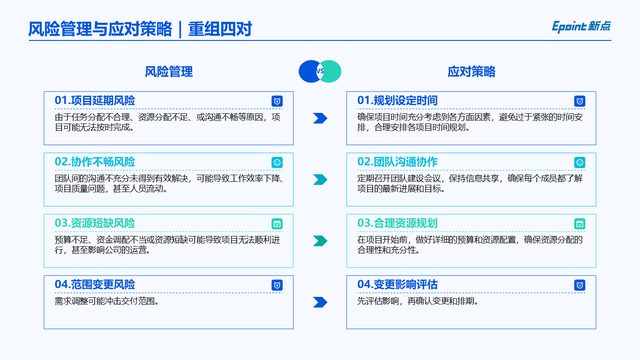 风险管理与应对策略｜重组四对
Epoint新点
风险管理
VS
应对策略
01.项目延期风险
由于任务分配不合理、资源分配不足、或沟通不畅等原因，项
目可能无法按时完成。
01.规划设定时间
确保项目时间充分考虑到各方面因素，避免过于紧张的时间安
排，合理安排各项目时间规划。
02.协作不畅风险
团队间的沟通不充分未得到有效解决，可能导致工作效率下降、
项目质量问题，甚至人员流动。
02.团队沟通协作
定期召开团队建设会议，保持信息共享，确保每个成员都了解
项目的最新进展和目标。
03.资源短缺风险
预算不足、资金调配不当或资源短缺可能导致项目无法顺利进
行，甚至影响公司的运营。
03.合理资源规划
在项目开始前，做好详细的预算和资源配置，确保资源分配的
合理性和充分性。
04.范围变更风险
需求调整可能冲击交付范围。
04.变更影响评估
先评估影响，再确认变更和排期。